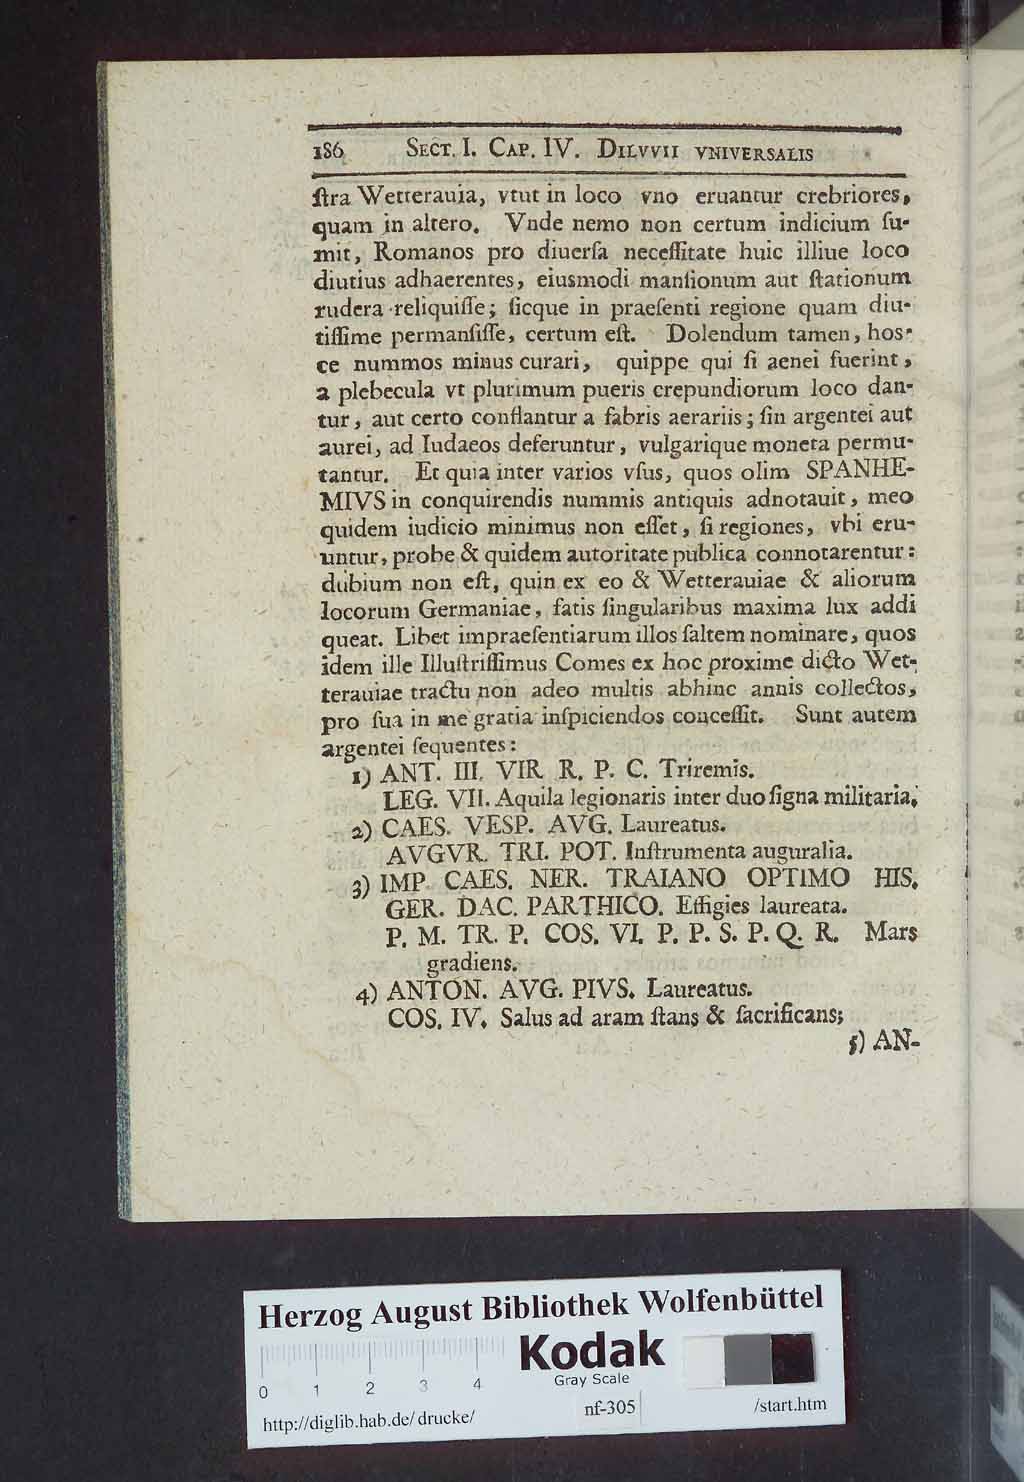 186 SECT. I. CAP. IV. DILVVII VNIVERSALIS
ſtra Wetterauia, vtut in loco vno eruantur crebriores,
quam in altero. Vnde nemo non certum indicium ſu-
mit, Romanos pro diuerſa neceſſitate huic illiue loco
diutius adhaerentes, eiusmodi manſionum aut ſtationum
rudera reliquiſſe; ſicque in praeſenti regione quam diu-
tiſſime permanſiſſe, certum eſt. Dolendum tamen, hos-
ce nummos minus curari, quippe qui ſi aenei fuerint,
a plebecula vt plurimum pueris crepundiorum loco dan-
tur, aut certo conflantur a fabris aerariis; ſin argentei aut
aurei, ad Iudaeos deferuntur, vulgarique moneta permu-
tantur. Et quia inter varios vſus, quos olim SPANHE-
MIVS in conquirendis nummis antiquis adnotauit, meo
quidem iudicio minimus non eſſet, ſi regiones, vbi eru-
untur, probe & quidem autoritate publica connotarentur:
dubium non eſt, quin ex eo & Wetterauiae & aliorum
locorum Germaniae, fatis ſingularibus maxima lux addi
queat. Libet impraeſentiarum illos ſaltem nominare, quos
idem ille Illuſtriſſimus Comes ex hoc proxime dicto Wet-
terauiae tractu non adeo multis abhinc annis collectos,
pro ſua in me gratia inſpiciendos conceſſit. Sunt autem
argentei ſequentes:
1) ANT. III. VIR R. P. C. Triremis.
LEG. VII. Aquila legionaris inter duo ſigna militaria.
2) CAES. VESP. AVG. Laureatus.
AVGVR. TRI. POT. Inſtrumenta auguralia.
3) IMP. CAES. NER. TRAIANO OPTIMO HIS.
GER. DAC. PARTHICO. Effigies laureata.
P. M. TR. P. COS. VI. P. P. S. P. Q. R. Mars
gradiens.
4) ANTON. AVG. PIVS. Laureatus.
COS. IV. Salus ad aram ſtans & ſacrificans;
5) AN-
Herzog August Bibliothek Wolfenbüttel
Kodak
Gray Scale
0 1 2 3 4
http://diglib.hab.de/drucke/ nf-305 /start.htm